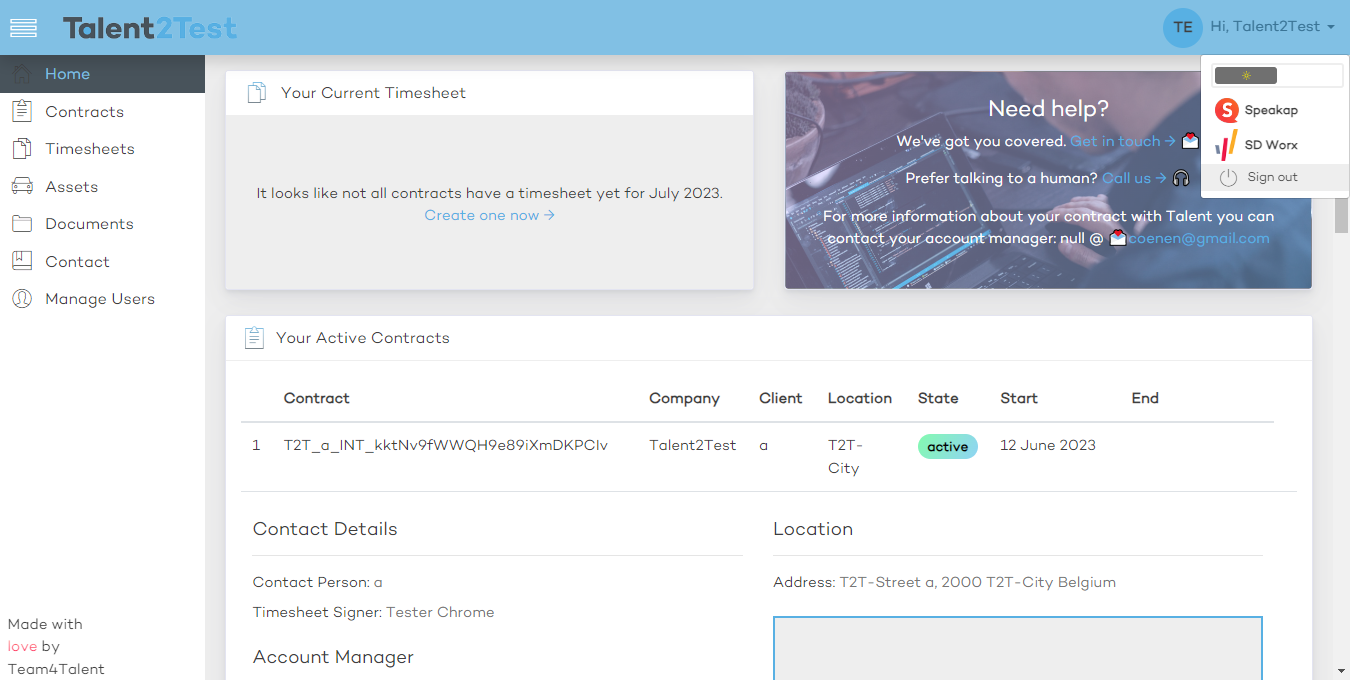 Talent2Test
TE
Hi, Talent2Test
Speakap
SD Worx
Sign out
Home
Contracts
Timesheets
Assets
Documents
Contact
Manage Users
Made with
love by
Team4Talent
Your Current Timesheet
It looks like not all contracts have a timesheet yet for July 2023.
Create one now →
Need help?
We've got you covered. Get in touch →
Prefer talking to a human? Call us →
For more information about your contract with Talent you can
contact your account manager: null @ coenen@gmail.com
Your Active Contracts
Contract Company Client Location State Start End
1 T2T_a_INT_kktNv9fWWQH9e89iXmDKPCIv Talent2Test a T2T- active 12 June 2023
City
Contact Details
Contact Person: a
Timesheet Signer: Tester Chrome
Account Manager
Location
Address: T2T-Street a, 2000 T2T-City Belgium